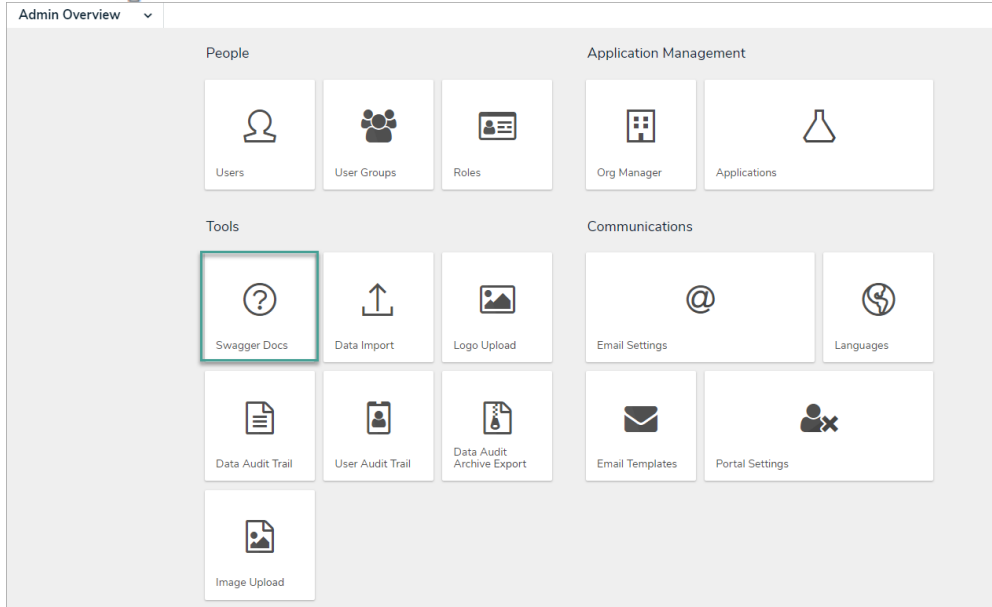 Admin Overview
People
Application Management
Users
User Groups
Roles
Org Manager
Applications
Tools
Communications
Swagger Docs
Data Import
Logo Upload
Email Settings
Languages
Data Audit Trail
User Audit Trail
Data Audit
Archive Export
Email Templates
Portal Settings
Image Upload